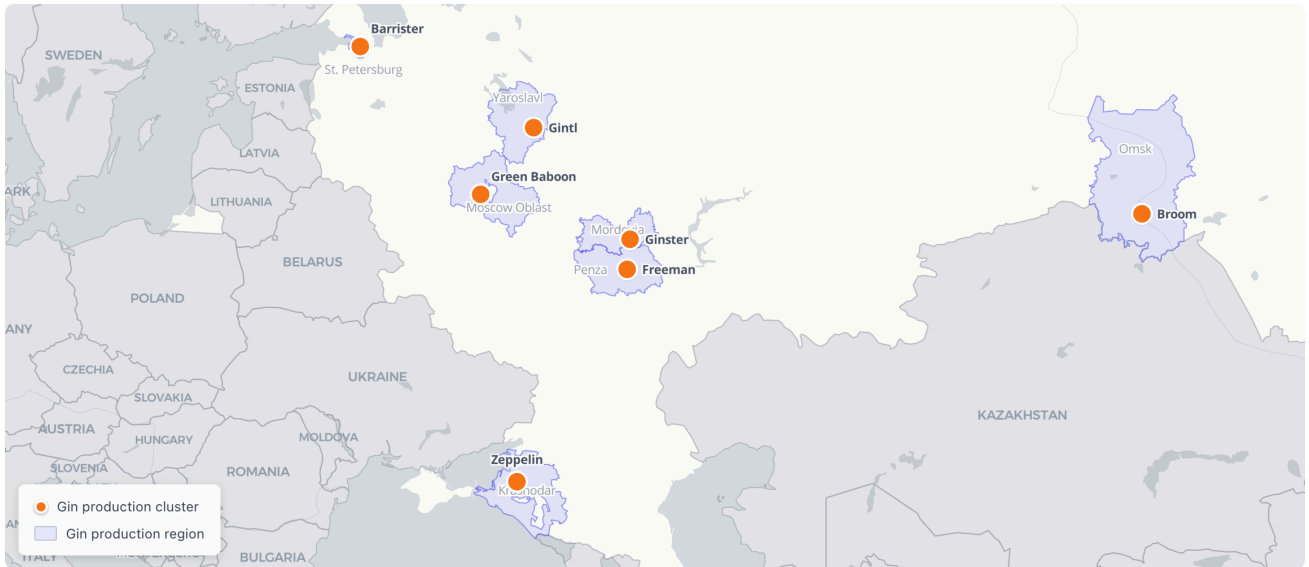 Barrister
SWEDEN
St. Petersburg
ESTONIA
Yaroslavl
Gintl
LATVIA
Green Baboon
ARK
LITHUANIA
Moscow Oblast
Omsk
Broom
Mordovia
Ginster
BELARUS
Penza
Freeman
POLAND
ANY
CZECHIA
UKRAINE
SLOVAKIA
KAZAKHSTAN
AUSTRIA
HUNGARY
MOLDOVA
Zeppelin
SLOVENIA
ROMANIA
Krasnodar
Gin production cluster
Gin production region
ITALY
BULGARIA